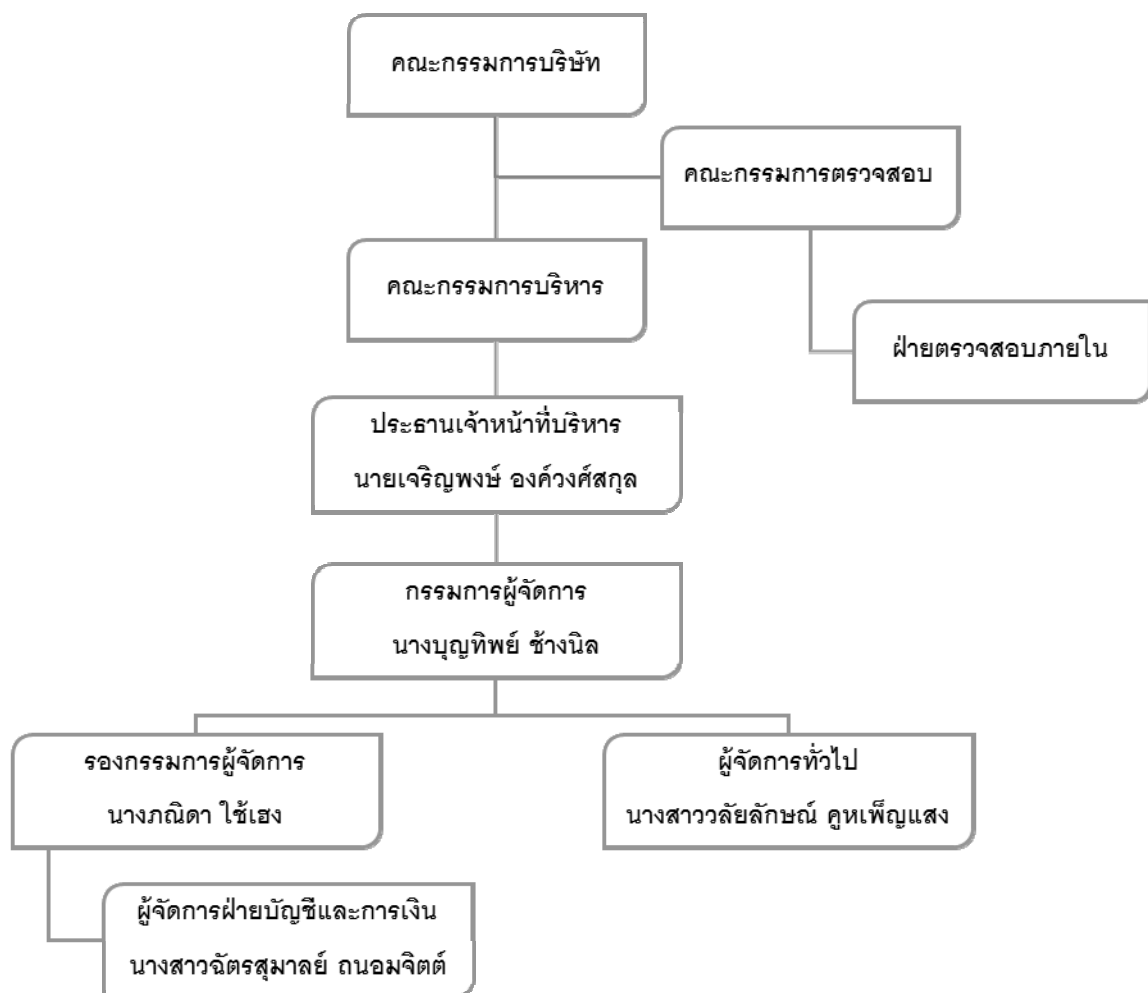 คณะกรรมการบริษัท
คณะกรรมการตรวจสอบ
คณะกรรมการบริหาร
ฝ่ายตรวจสอบภายใน
ประธานเจ้าหน้าที่บริหาร
นายเจริญพงษ์ องค์วงศ์สกุล
กรรมการผู้จัดการ
นางบุญทิพย์ ช้างนิล
รองกรรมการผู้จัดการ
นางภณิดา ใช้เฮง
ผู้จัดการทั่วไป
นางสาววลัยลักษณ์ คูหเพ็ญแสง
ผู้จัดการฝ่ายบัญชีและการเงิน
นางสาวฉัตรสุมาลย์ ถนอมจิตต์